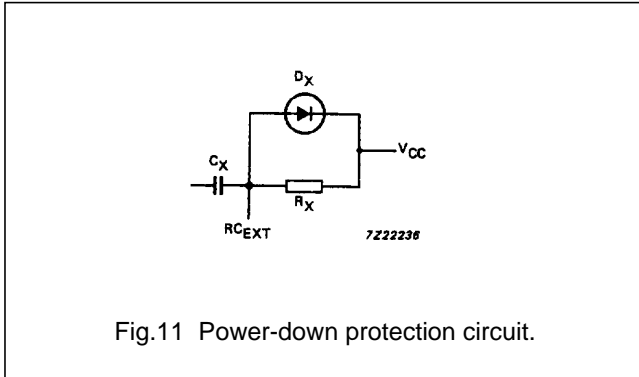 DX
VCC
CX
RX
RCEXT
7Z22236
Fig.11 Power-down protection circuit.